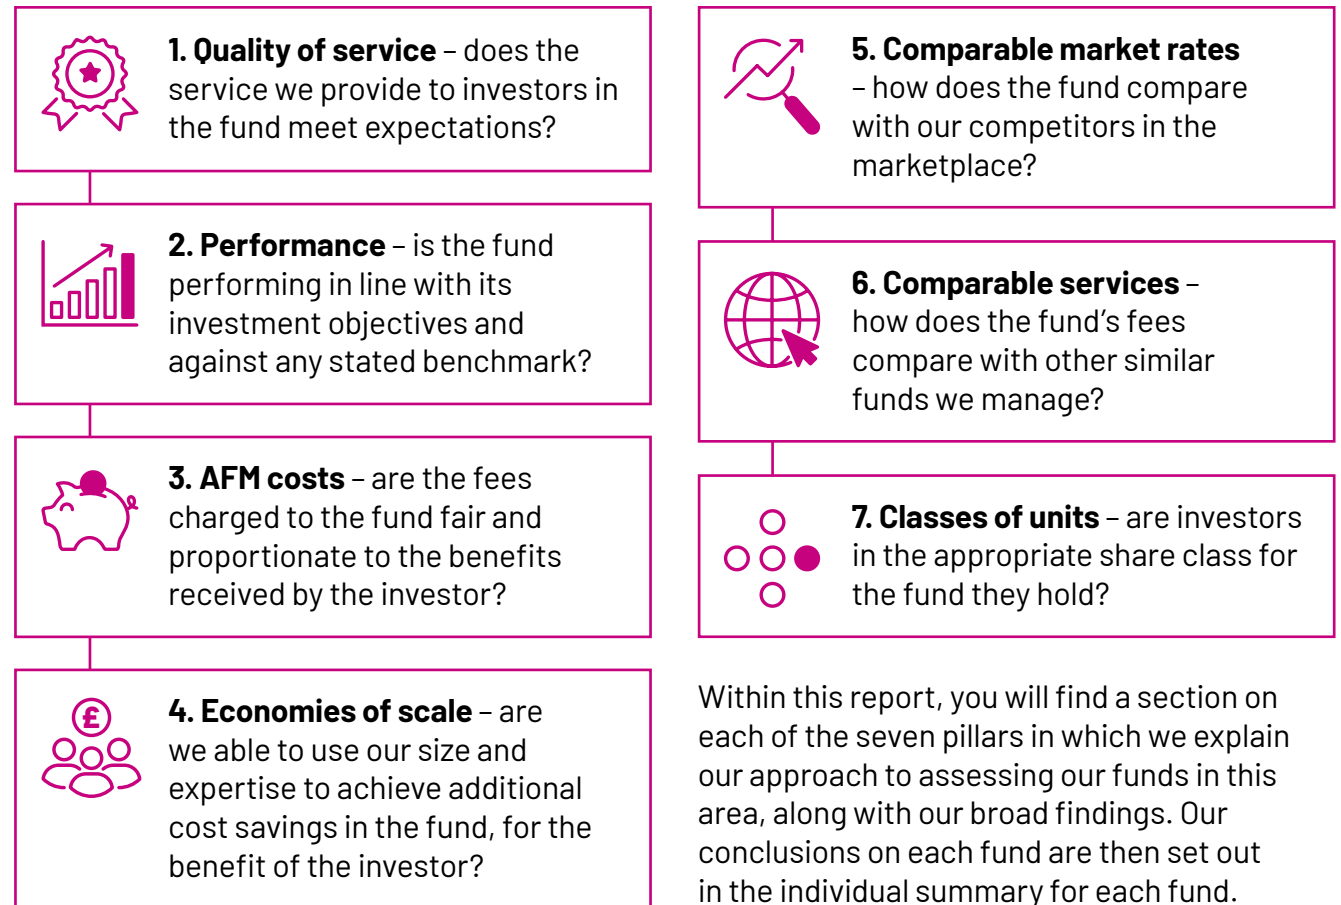 1. Quality of service – does the
service we provide to investors in
the fund meet expectations?
2. Performance – is the fund
performing in line with its
investment objectives and
against any stated benchmark?
3. AFM costs – are the fees
charged to the fund fair and
proportionate to the benefits
received by the investor?
£
4. Economies of scale – are
we able to use our size and
expertise to achieve additional
cost savings in the fund, for the
benefit of the investor?
5. Comparable market rates
– how does the fund compare
with our competitors in the
marketplace?
6. Comparable services –
how does the fund’s fees
compare with other similar
funds we manage?
7. Classes of units – are investors
in the appropriate share class for
the fund they hold?
Within this report, you will find a section on
each of the seven pillars in which we explain
our approach to assessing our funds in this
area, along with our broad findings. Our
conclusions on each fund are then set out
in the individual summary for each fund.